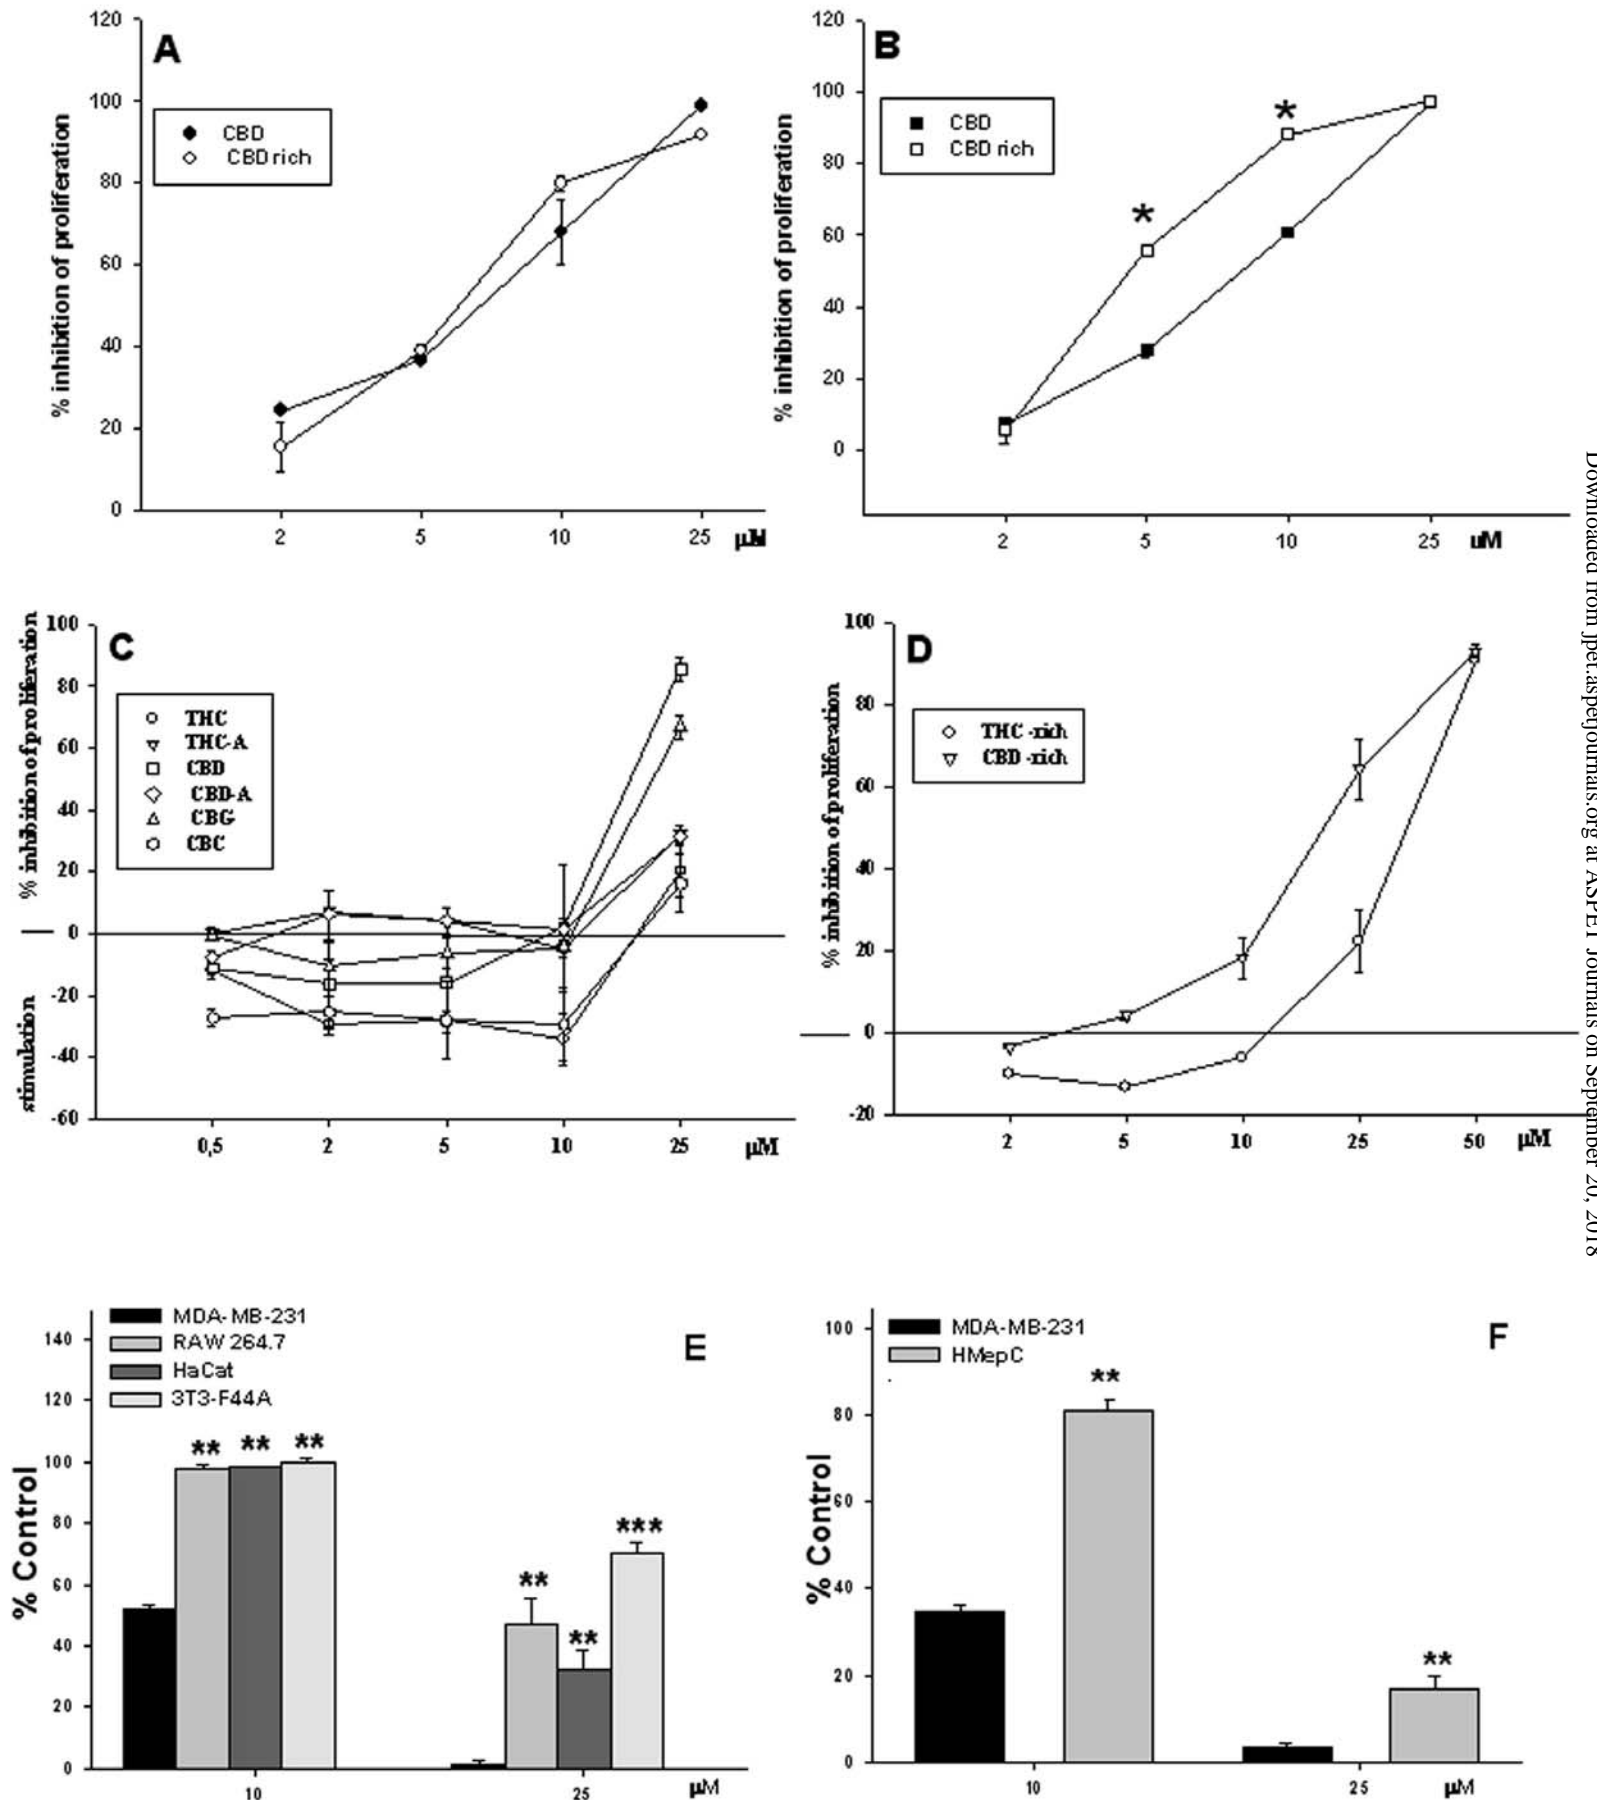 A
% inhibition of proliferation
120
100
80
60
40
20
0
CBD
CBD rich
2 5 10 25 µM
B
% inhibition of proliferation
120
100
80
60
40
20
0
CBD
CBD rich
* *
2 5 10 25 uM
C
% inhibition of proliferation
stimulation
100
80
60
40
20
0
-20
-40
-60
THC
THC-A
CBD
CBD-A
CBG
CBC
0,5 2 5 10 25 µM
D
% inhibition of proliferation
100
80
60
40
20
0
-20
THC-rich
CBD-rich
2 5 10 25 50 µM
E
% Control
MDA-MB-231
RAW 264.7
HaCat
3T3-F44A
140
120
100
80
60
40
20
0
** ** **
** ** ***
10 25 µM
F
% Control
MDA-MB-231
HMepC
100
80
60
40
20
0
**
**
10 25 µM
Downloaded from jpet.aspetjournals.org at ASPET Journals on September 20, 2018